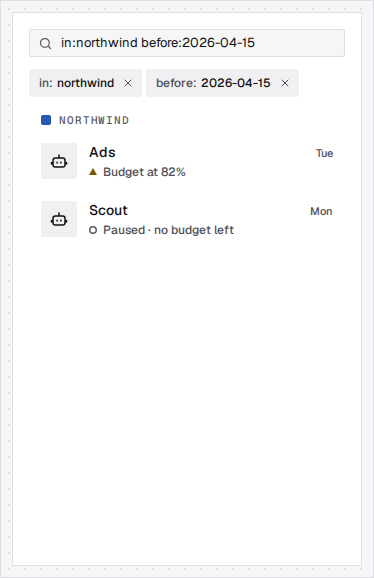 in:northwind before:2026-04-15
in: northwind before: 2026-04-15
NORTHWIND
Ads Tue
Budget at 82%
Scout Mon
Paused · no budget left